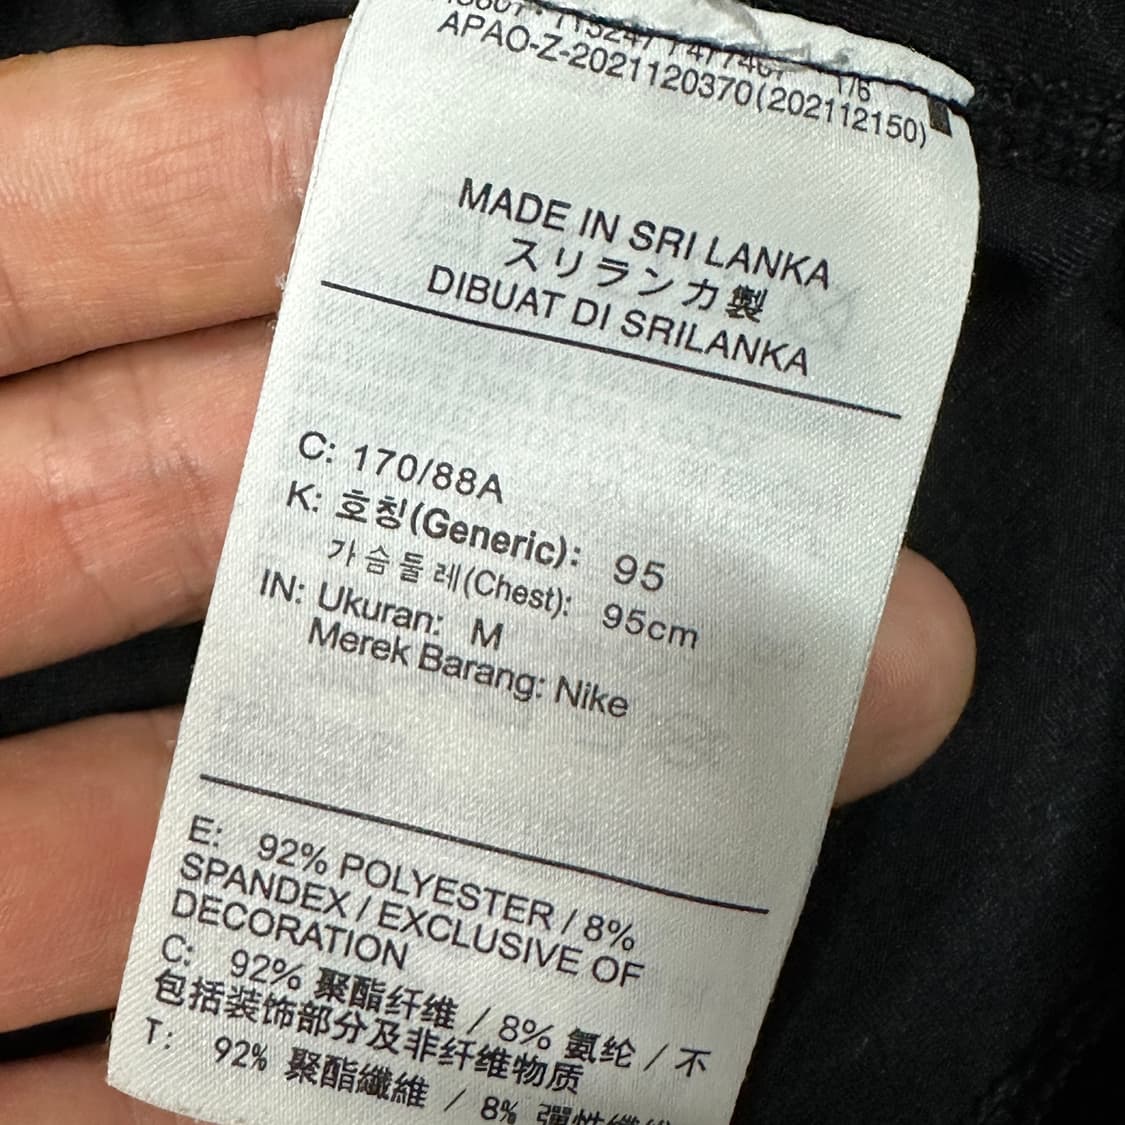 1/6
APAO-Z-2021120370(202112150)
MADE IN SRI LANKA
スリランカ製
DIBUAT DI SRILANKA
C: 170/88A
K: 호칭(Generic): 95
가슴둘레(Chest): 95cm
IN: Ukuran: M
Merek Barang: Nike
E: 92% POLYESTER / 8%
SPANDEX / EXCLUSIVE OF
DECORATION
C: 92% 聚酯纤维 / 8% 氨纶 / 不
包括装饰部分及非纤维物质
T: 92% 聚酯纖維 / 8%